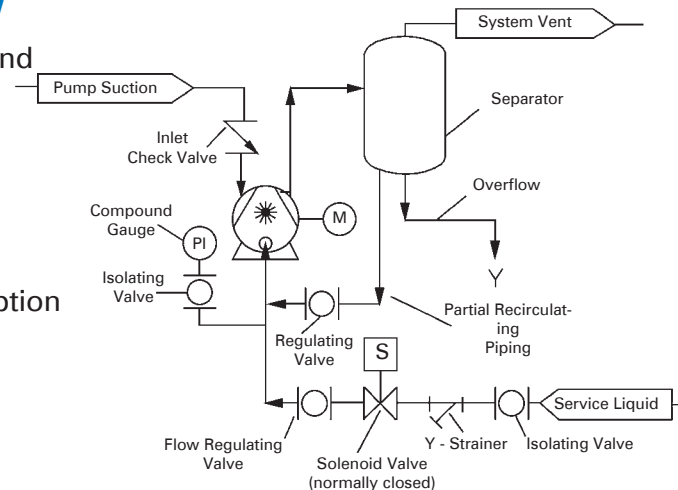 System Vent
nd
Pump Suction
Separator
Inlet
Check Valve
Overflow
Compound
Gauge
M
PI
Y
Isolating
Valve
ption
Partial Recirculat-
ing
Piping
Regulating
Valve
S
Service Liquid
Flow Regulating
Valve
Y - Strainer
Isolating Valve
Solenoid Valve
(normally closed)